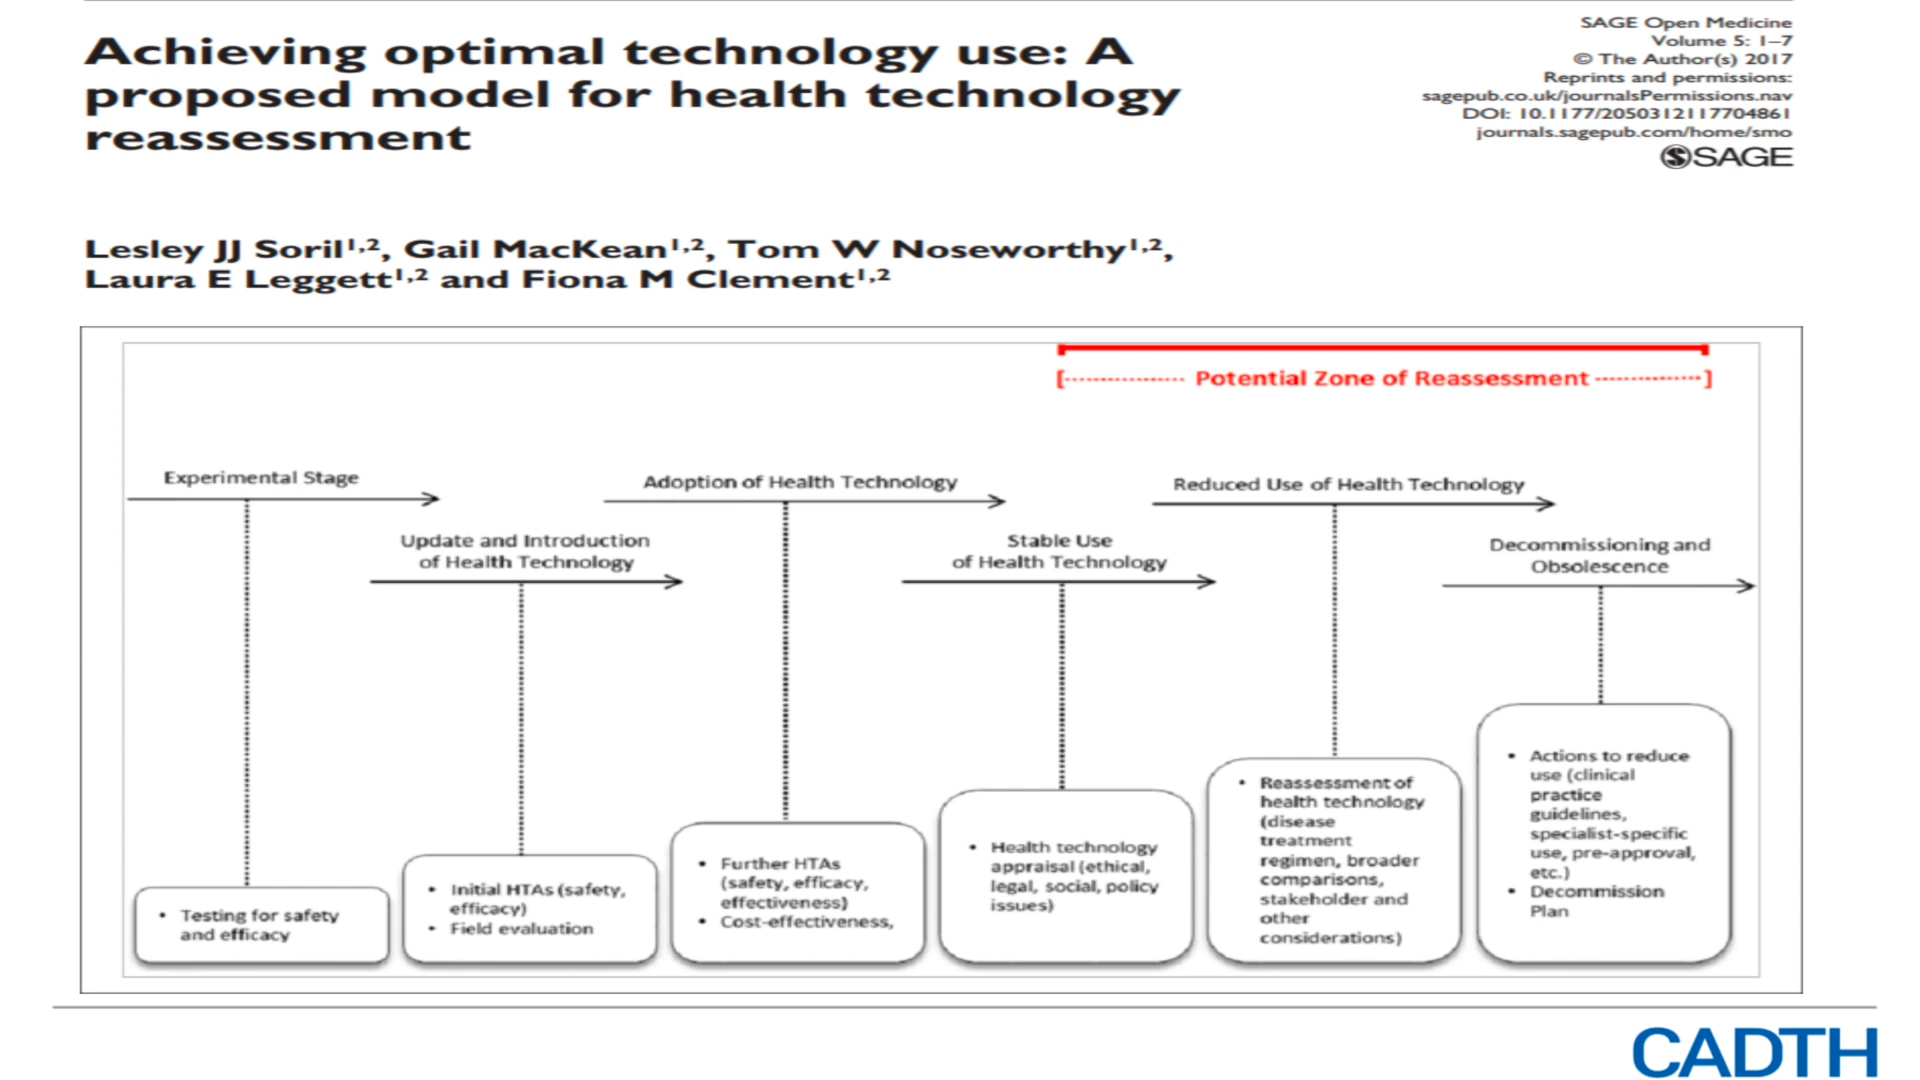 Achieving optimal technology use: A
proposed model for health technology
reassessment
SAGE Open Medicine
Volume 5: 1–7
© The Author(s) 2017
Reprints and permissions:
sagepub.co.uk/journalsPermissions.nav
DOI: 10.1177/2050312117704861
journals.sagepub.com/home/smo
SAGE
Lesley JJ Soril1,2, Gail MacKean1,2, Tom W Noseworthy1,2,
Laura E Leggett1,2 and Fiona M Clement1,2
[---------------- Potential Zone of Reassessment ----------------]
Experimental Stage
Update and Introduction
of Health Technology
Adoption of Health Technology
Stable Use
of Health Technology
Reduced Use of Health Technology
Decommissioning and
Obsolescence
• Testing for safety
and efficacy
• Initial HTAs (safety,
efficacy)
• Field evaluation
• Further HTAs
(safety, efficacy,
effectiveness)
• Cost-effectiveness,
• Health technology
appraisal (ethical,
legal, social, policy
issues)
• Reassessment of
health technology
(disease
treatment
regimen, broader
comparisons,
stakeholder and
other
considerations)
• Actions to reduce
use (clinical
practice
guidelines,
specialist-specific
use, pre-approval,
etc.)
• Decommission
Plan
CADTH